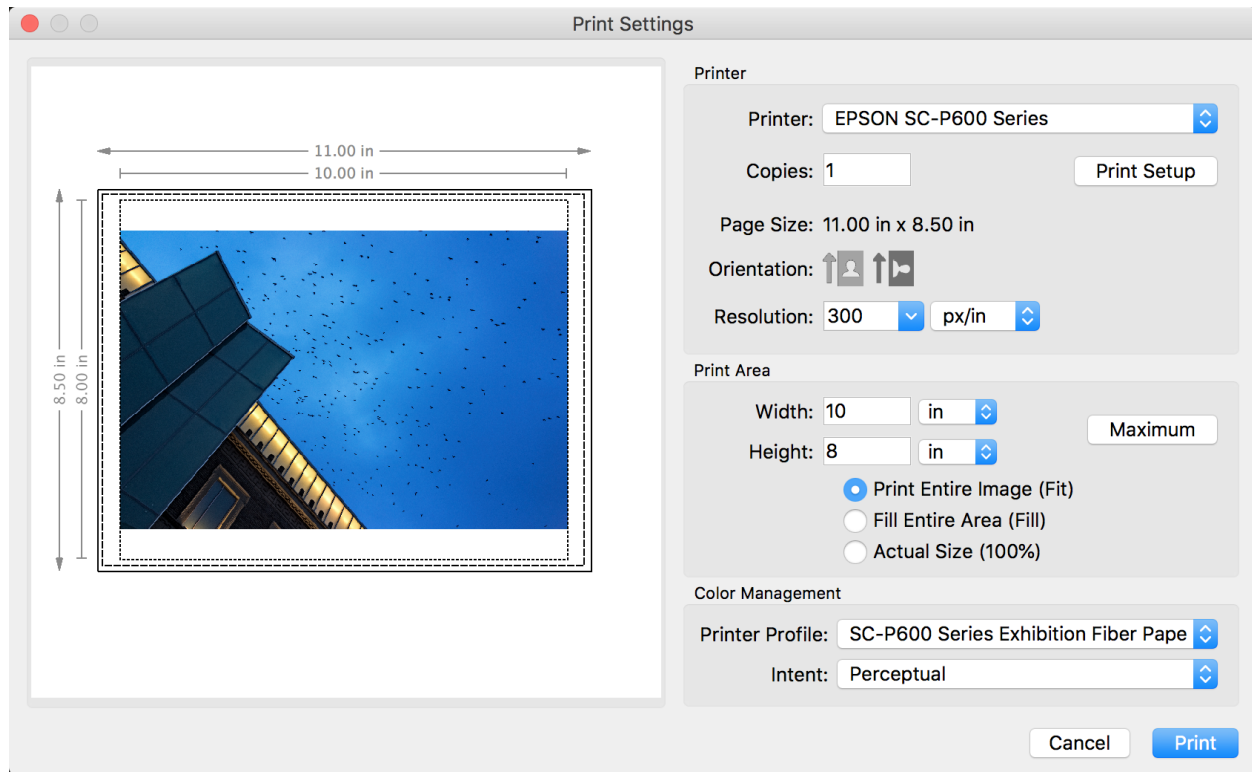 Print Settings
11.00 in
10.00 in
8.50 in
8.00 in
Printer
Printer: EPSON SC-P600 Series
Copies: 1 Print Setup
Page Size: 11.00 in x 8.50 in
Orientation:
Resolution: 300 px/in
Print Area
Width: 10 in
Height: 8 in
Maximum
Print Entire Image (Fit)
Fill Entire Area (Fill)
Actual Size (100%)
Color Management
Printer Profile: SC-P600 Series Exhibition Fiber Pape
Intent: Perceptual
Cancel Print